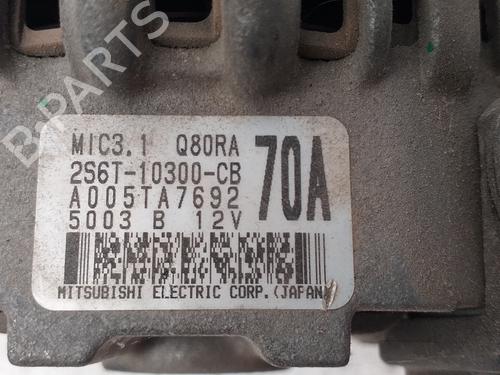 MIC3.1 Q80RA
2S6T-10300-CB
A005TA7692
5003 B 12V
70A
MITSUBISHI ELECTRIC CORP.(JAPAN)
B PARTS